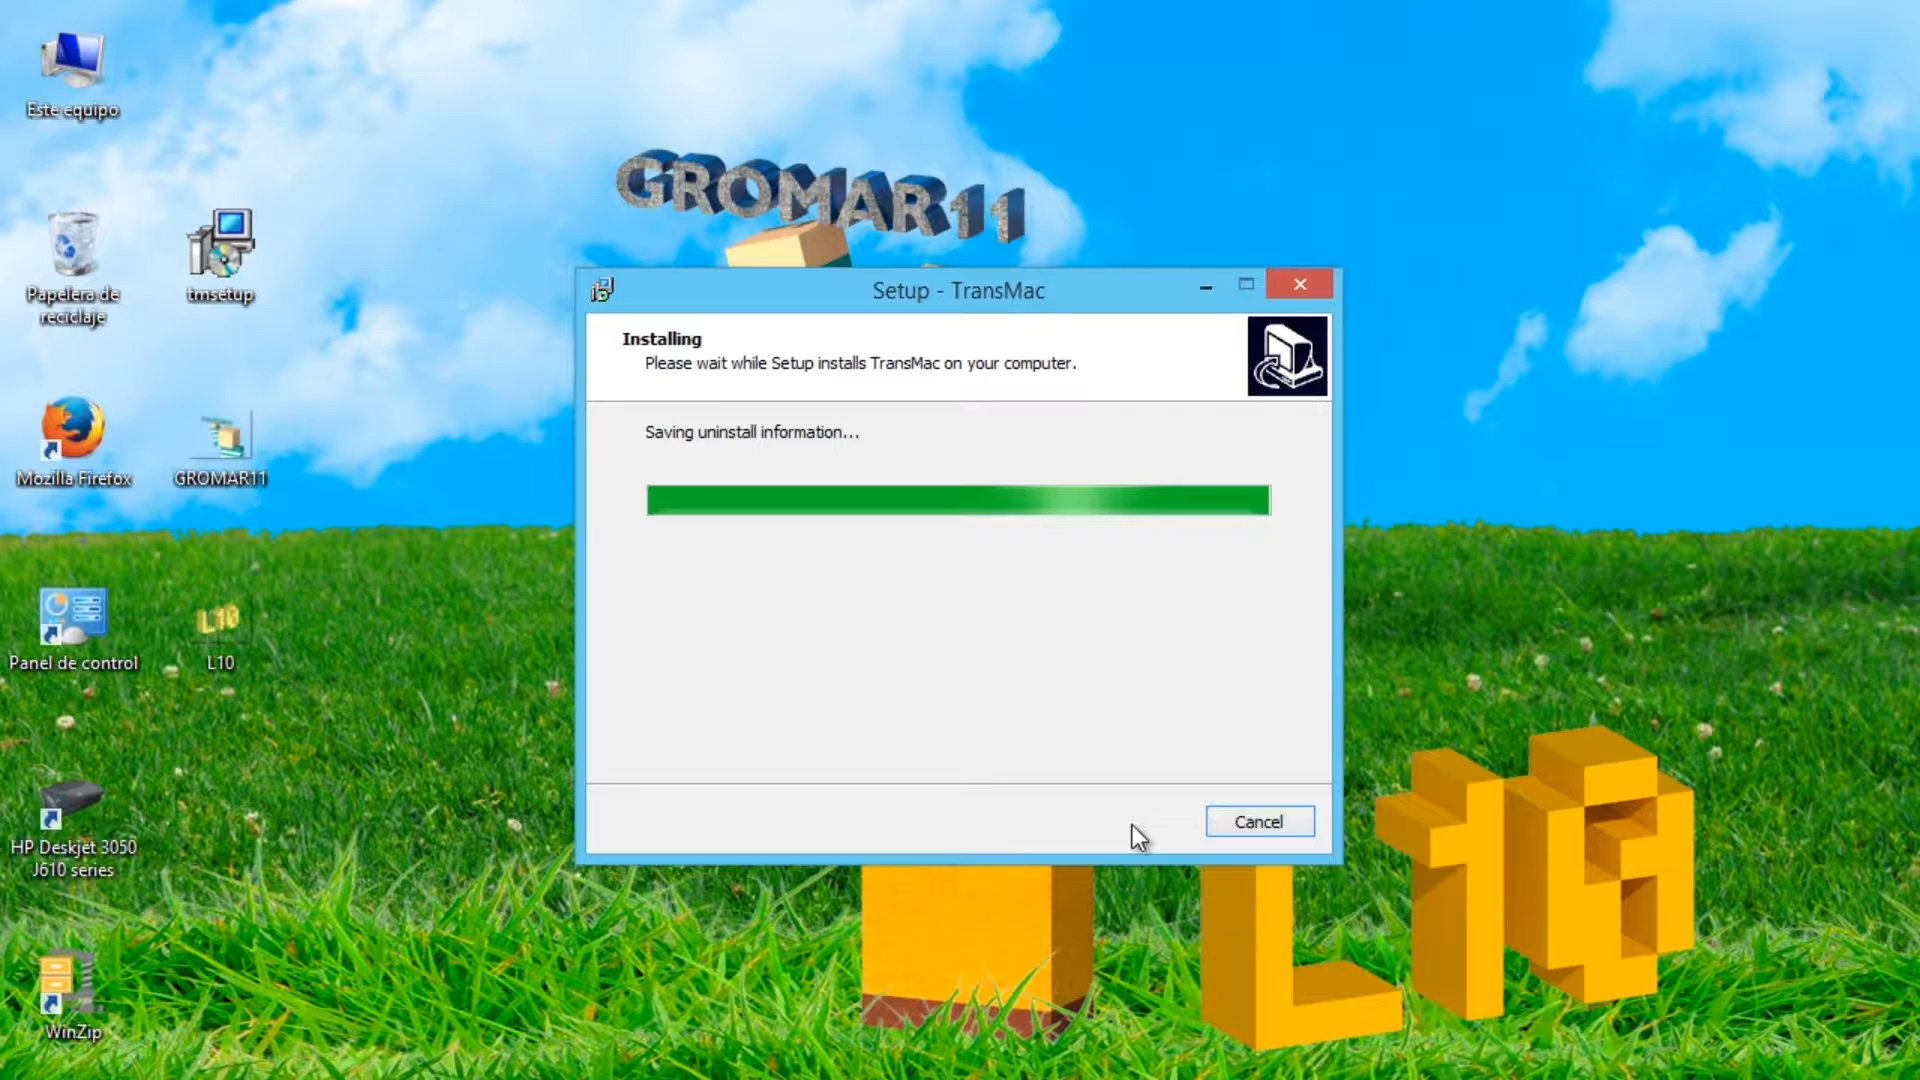 GROMAR11
Este equipo
Papelera de
reciclaje
tmsetup
Mozilla Firefox
GROMAR11
Panel de control
L10
L10
HP Deskjet 3050
J610 series
WinZip
Setup - TransMac
Installing
Please wait while Setup installs TransMac on your computer.
Saving uninstall information...
Cancel
L10